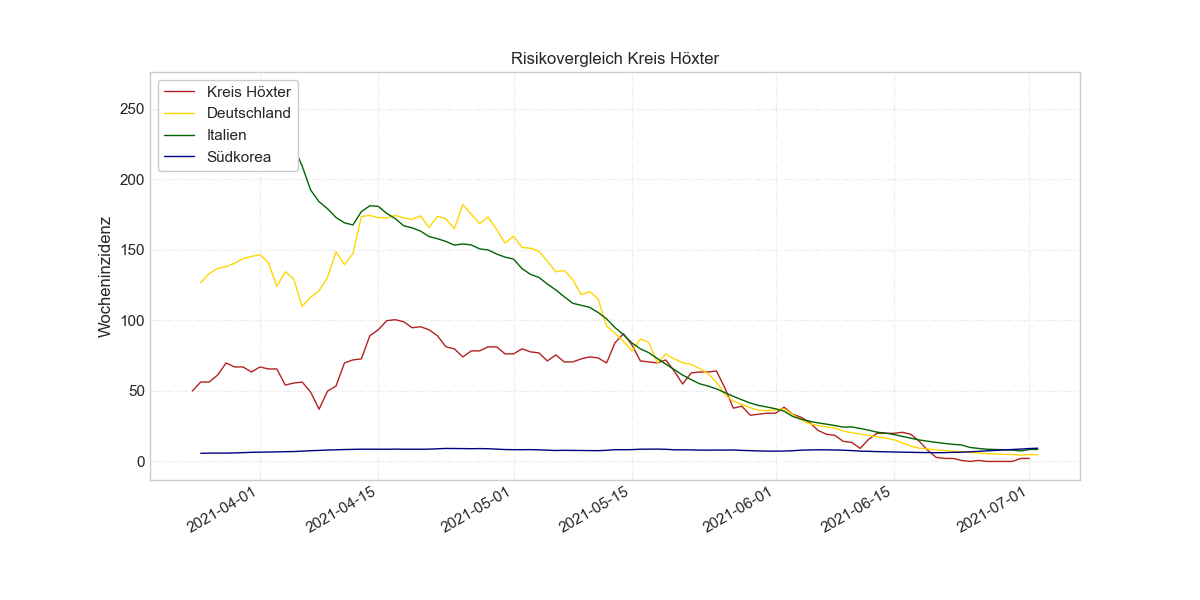 Risikovergleich Kreis Höxter
Kreis Höxter
Deutschland
Italien
Südkorea
Wocheninzidenz
250
200
150
100
50
0
2021-04-01
2021-04-15
2021-05-01
2021-05-15
2021-06-01
2021-06-15
2021-07-01